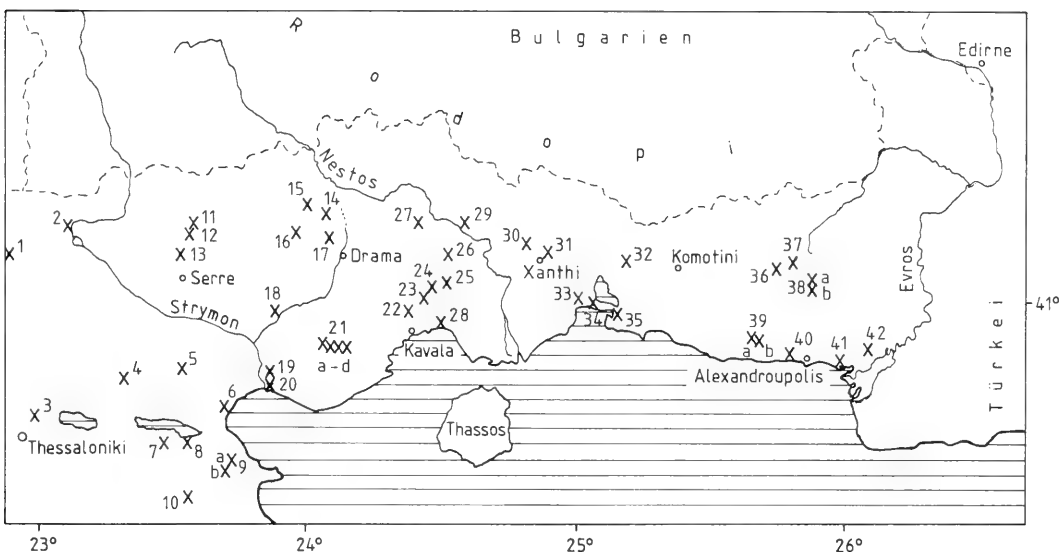 R o d o p i
Bulgarien
Edirne
Nestos
15 14
27 29
2
11
12
16 17
30 31
1
13
Drama
26
32
37
Serre
Xanthi
Komotini
36
a
38 b
24 25
23
33
Evros
41°
Strymon
18
22
28
34 35
Türkei
21
a-d
Kavala
39
a b
40 41 42
5
4
19
20
Alexandroupolis
6
3
Thessaloniki
7 8
Thassos
a 9
b
10
23° 24° 25° 26°